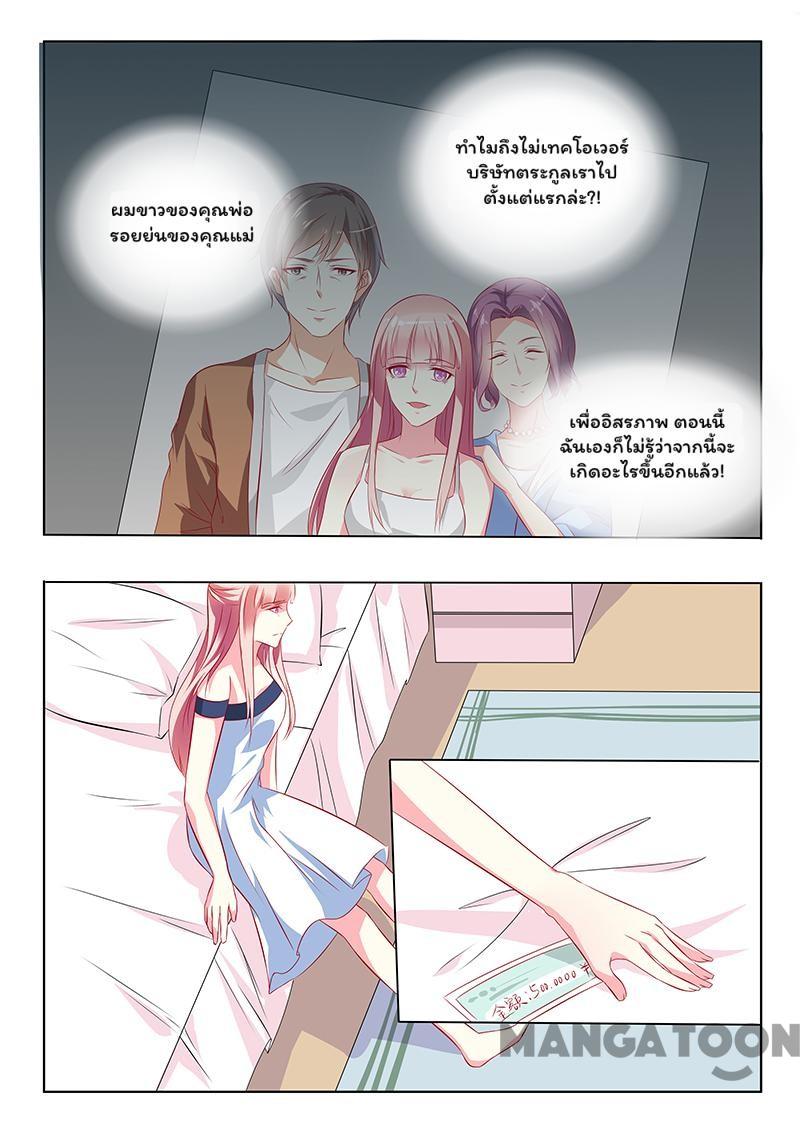 ทำไมถึงไม่เทคโอเวอร์
บริษัทตระกูลเราไป
ตั้งแต่แรกล่ะ?!
ผมขาวของคุณพ่อ
รอยย่นของคุณแม่
เพื่ออิสรภาพ ตอนนี้
ฉันเองก็ไม่รู้ว่าจากนี้จะ
เกิดอะไรขึ้นอีกแล้ว!
金额:500.0000 ¥
MANGATOON